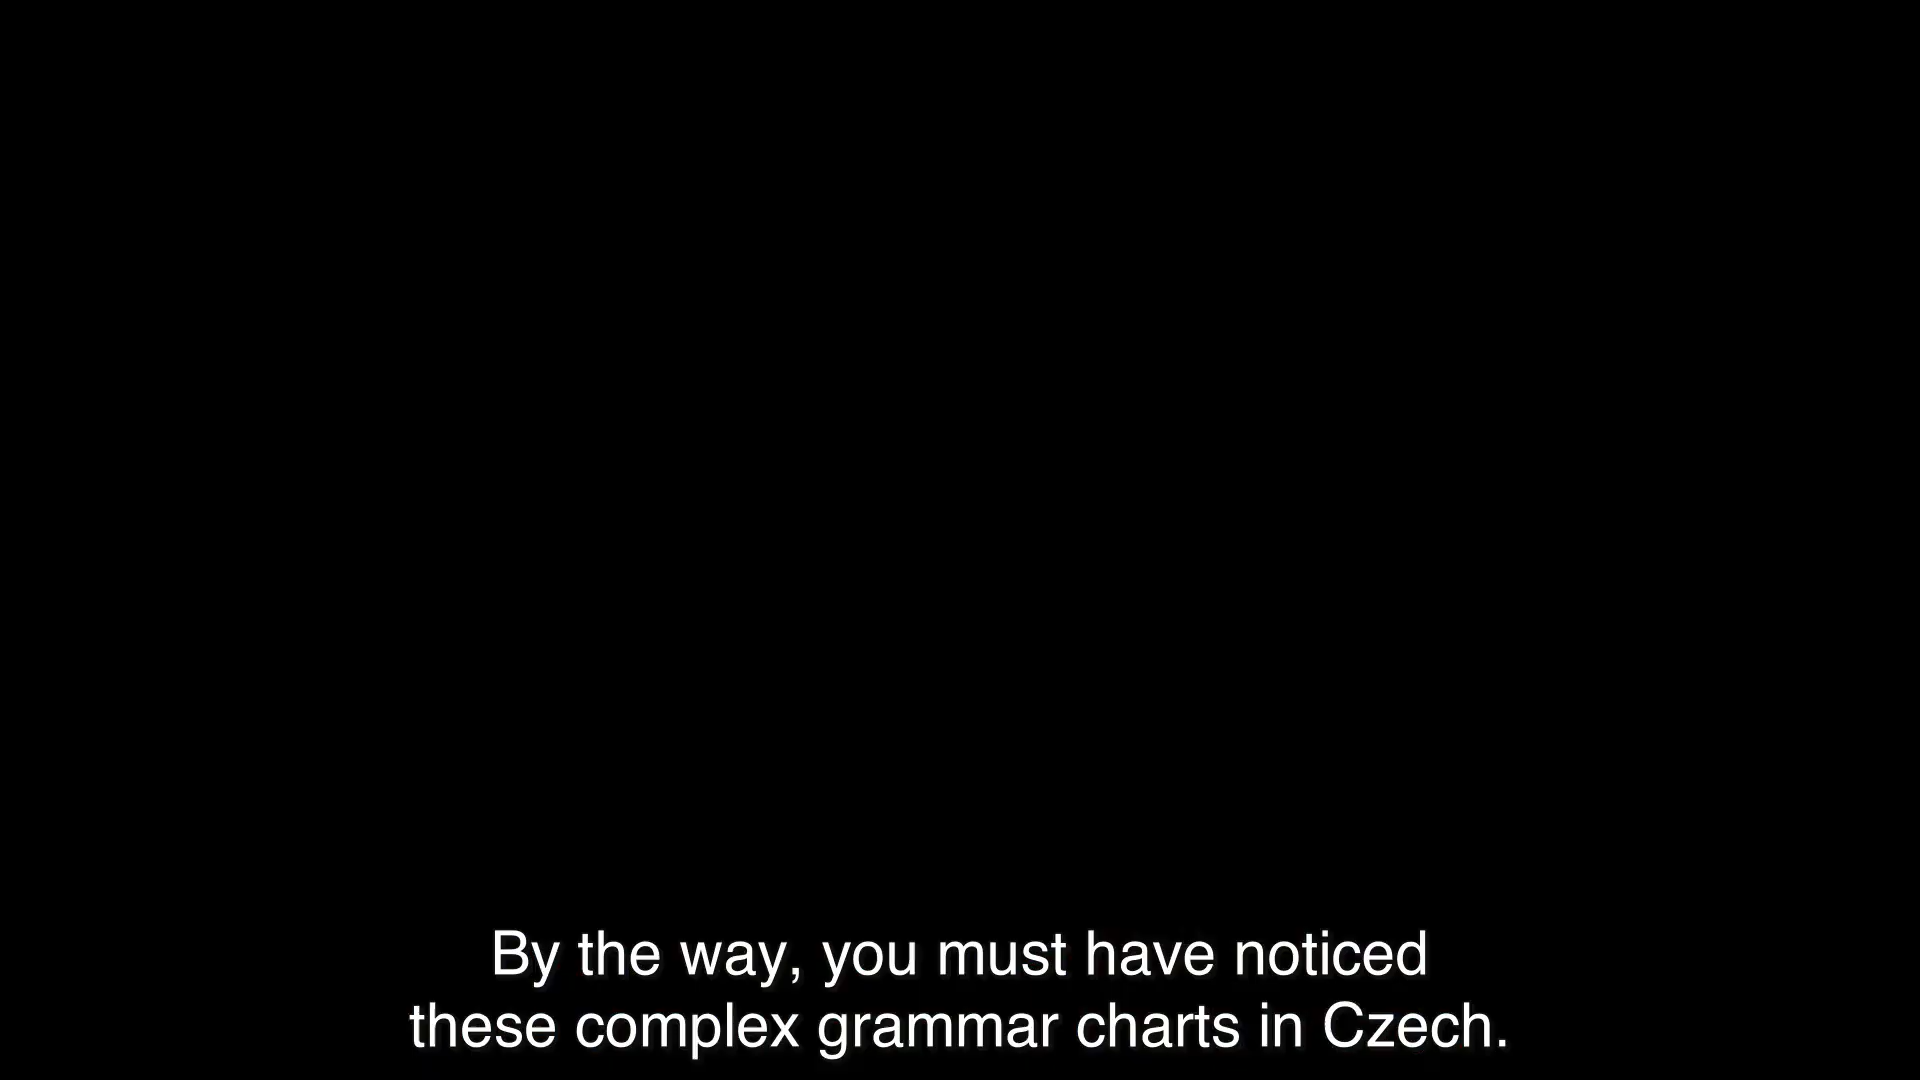 By the way, you must have noticed
these complex grammar charts in Czech.